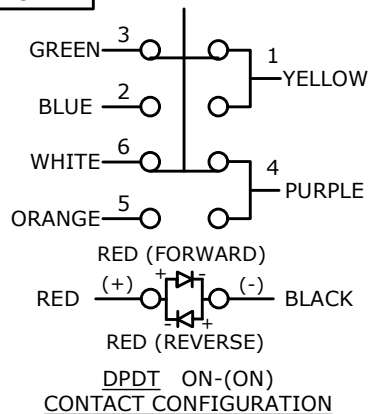 GREEN 3
1
YELLOW
BLUE 2
WHITE 6
4
PURPLE
ORANGE 5
RED (FORWARD)
+ -
RED (+) (-) BLACK
- +
RED (REVERSE)
DPDT ON-(ON)
CONTACT CONFIGURATION